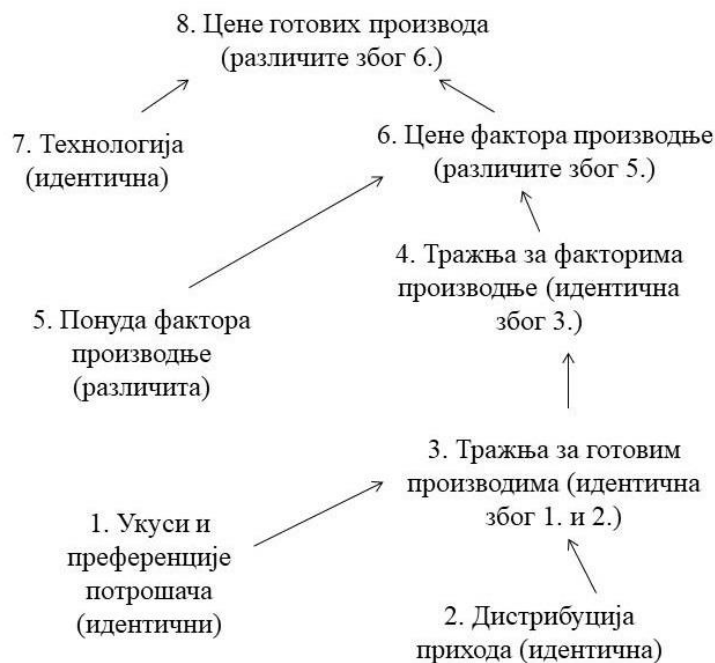 8. Цене готових производа
(различите због 6.)
7. Технологија
(идентична)
6. Цене фактора производње
(различите због 5.)
4. Тражња за факторима
производње (идентична
због 3.)
5. Понуда фактора
производње
(различита)
3. Тражња за готовим
производима (идентична
због 1. и 2.)
1. Укуси и
преференције
потрошача
(идентични)
2. Дистрибуција
прихода (идентична)